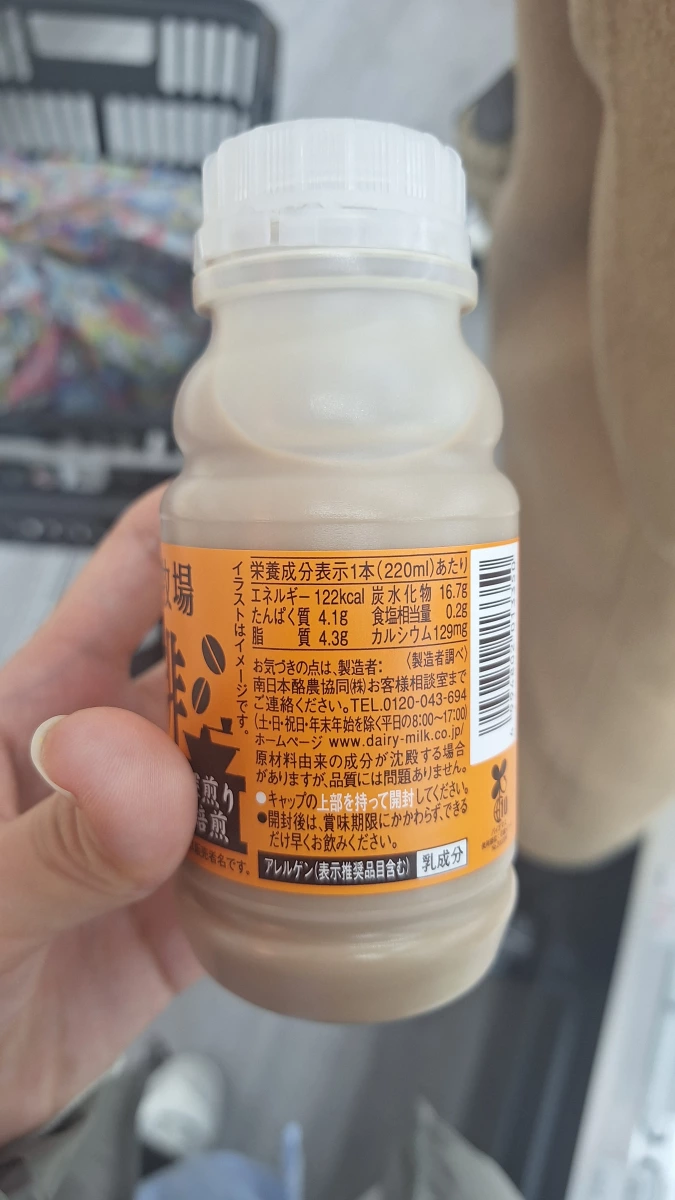 牧場
イラストはイメージです。
栄養成分表示1本(220ml)あたり
エネルギー 122kcal 炭水化物 16.7g
たんぱく質 4.1g 食塩相当量 0.2g
脂 質 4.3g カルシウム 129mg
〈製造者調べ〉
お気づきの点は、製造者:
南日本酪農協同(株)お客様相談室まで
ご連絡ください。TEL.0120-043-694
(土・日・祝日・年末年始を除く平日の8:00〜17:00)
ホームページ www.dairy-milk.co.jp/
原材料由来の成分が沈殿する場合
がありますが、品質には問題ありません。
●キャップの上部を持って開封してください。
●開封後は、賞味期限にかかわらず、できる
だけ早くお飲みください。
アレルゲン(表示推奨品目含む) 乳成分
煎り
焙煎
名です。